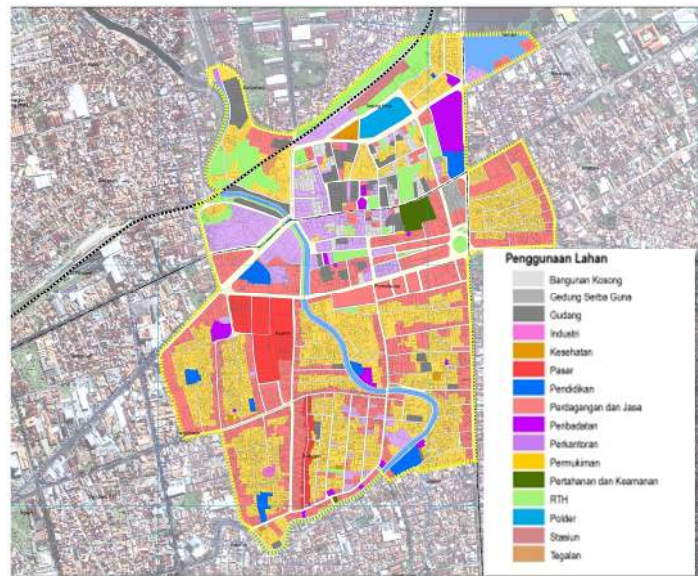 Penggunaan Lahan
Bangunan Kosong
Gedung Serba Guna
Gudang
Industri
Kesehatan
Pasar
Pendidikan
Perdagangan dan Jasa
Peribadatan
Perkantoran
Permukiman
Pertahanan dan Keamanan
RTH
Polder
Stasiun
Tegalan